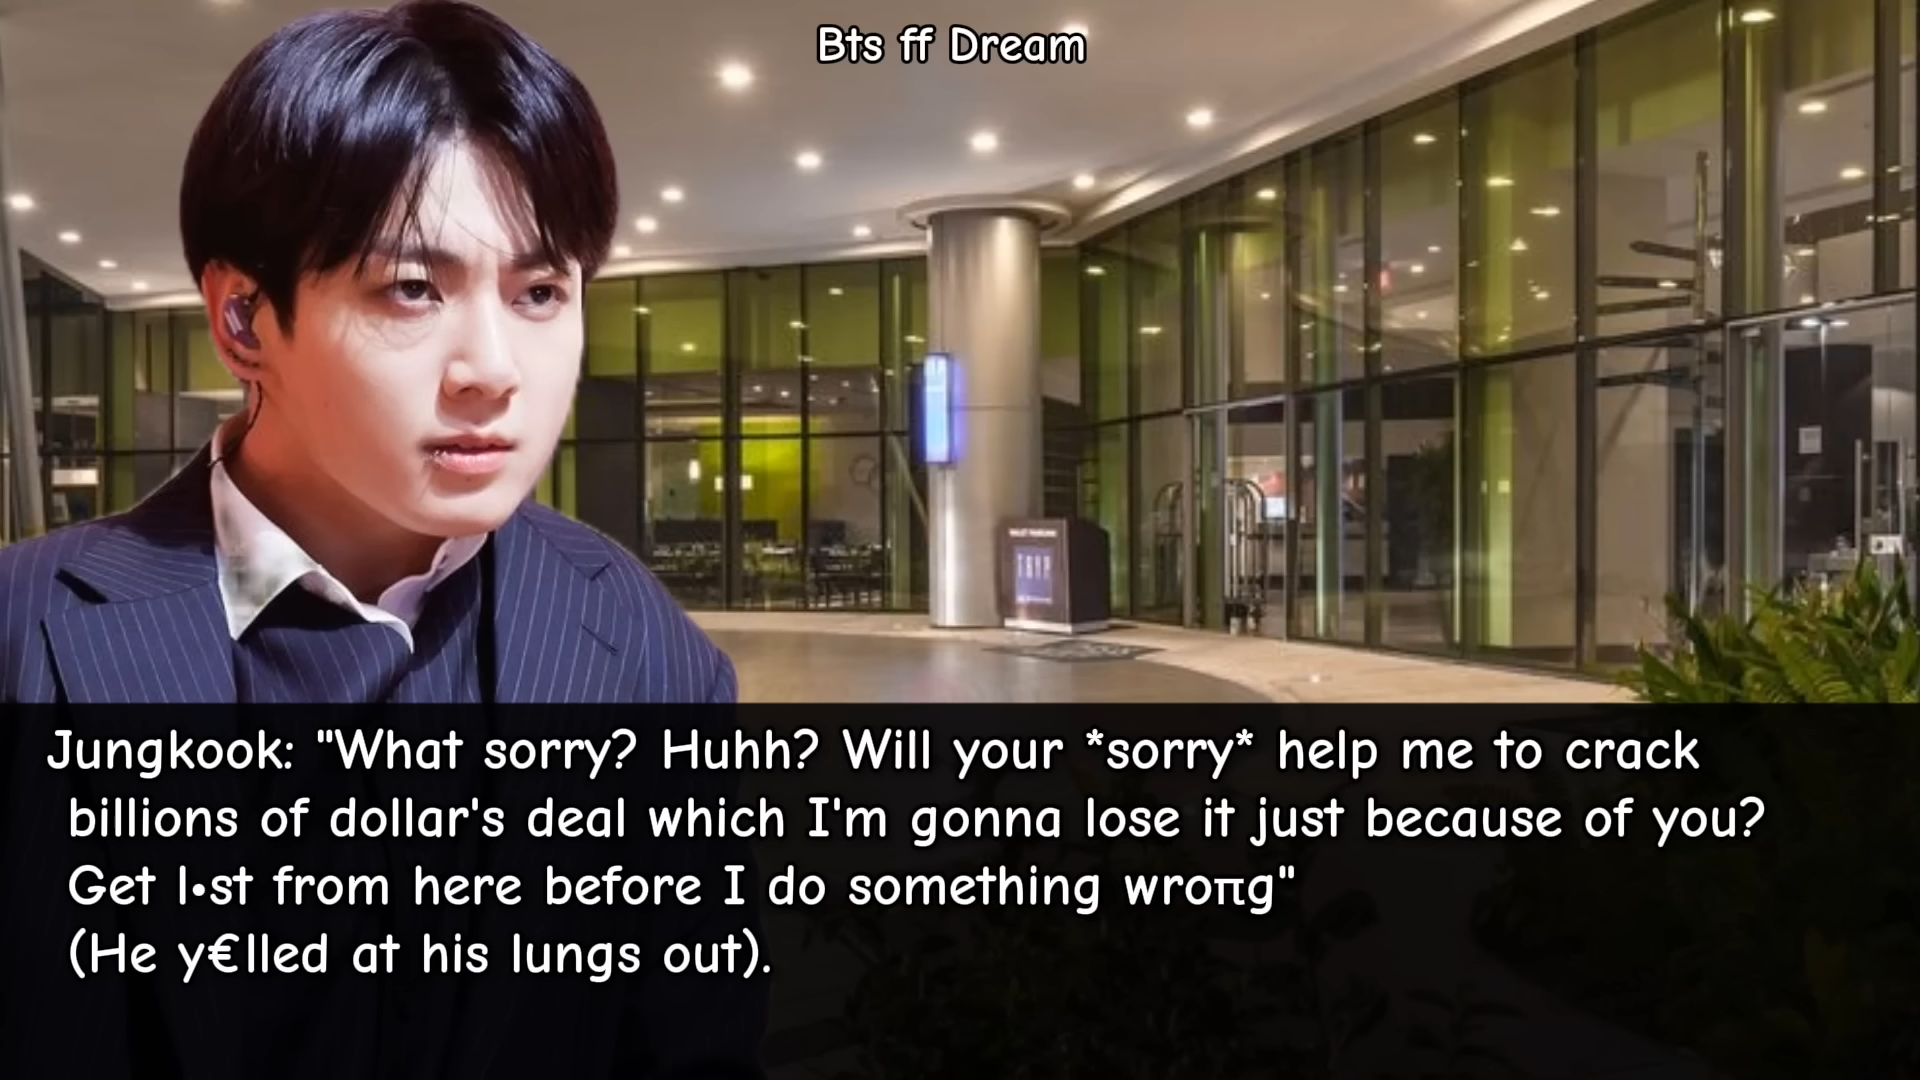 Bts ff Dream
TRYP
Jungkook: "What sorry? Huhh? Will your *sorry* help me to crack
billions of dollar's deal which I'm gonna lose it just because of you?
Get l•st from here before I do something wroπg"
(He y€lled at his lungs out).